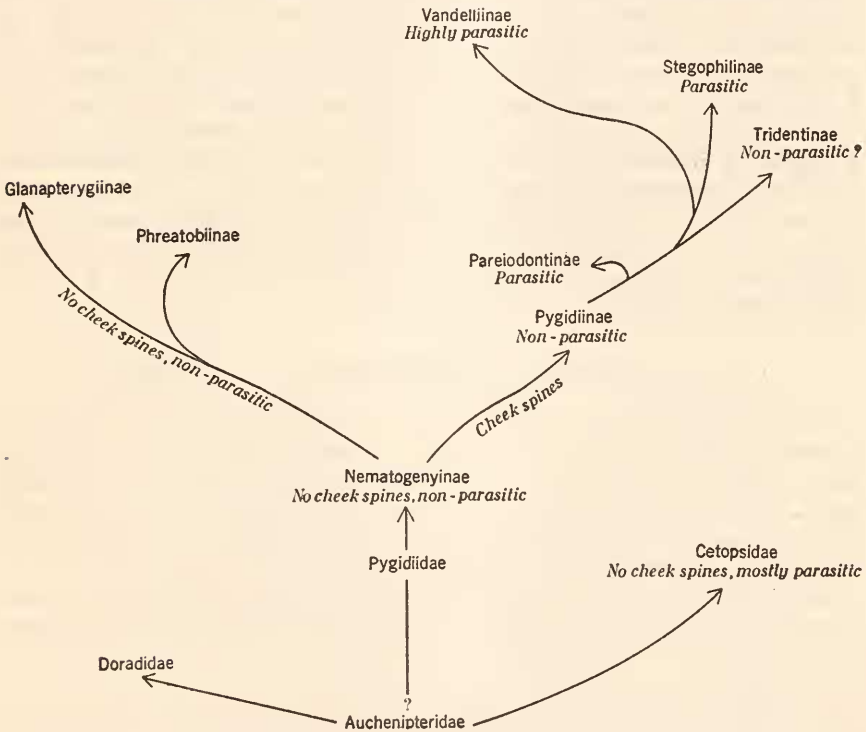 Vandelliinae
Highly parasitic
Stegophilinae
Parasitic
Tridentinae
Non-parasitic ?
Glanapterygiinae
Phreatobiinae
No cheek spines, non-parasitic
Pareiodontinae
Parasitic
Pygidiinae
Non-parasitic
Cheek spines
Nematogenyinae
No cheek spines, non-parasitic
Pygidiidae
Cetopsidae
No cheek spines, mostly parasitic
Doradidae
?
Auchenipteridae